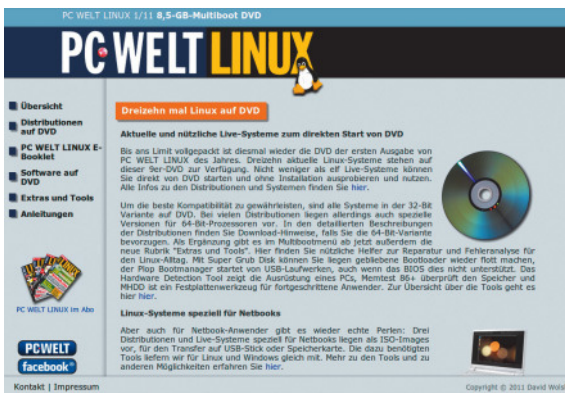 PC WELT LINUX 1/11 8,5-GB-Multiboot DVD
PC WELT LINUX
Übersicht
Distributionen
auf DVD
PC WELT LINUX E-
Booklet
Software auf
DVD
Extras und Tools
Anleitungen
PC WELT LINUX im Abo
PCWELT
facebook
Dreizehn mal Linux auf DVD
Aktuelle und nützliche Live-Systeme zum direkten Start von DVD
Bis ans Limit vollgepackt ist diesmal wieder die DVD der ersten Ausgabe von
PC WELT LINUX des Jahres. Dreizehn aktuelle Linux-Systeme stehen auf
dieser 9er-DVD zur Verfügung. Nicht weniger als elf Live-Systeme können
Sie direkt von DVD starten und ohne Installation ausprobieren und nutzen.
Alle Infos zu den Distributionen und Systemen finden Sie hier.
Um die beste Kompatibilität zu gewährleisten, sind alle Systeme in der 32-Bit
Variante auf DVD. Bei vielen Distributionen liegen allerdings auch spezielle
Versionen für 64-Bit-Prozessoren vor. In den detaillierten Beschreibungen
der Distributionen finden Sie Download-Hinweise, falls Sie die 64-Bit-Variante
bevorzugen. Als Ergänzung gibt es im Multibootmenü ab jetzt außerdem die
neue Rubrik "Extras und Tools". Hier finden Sie nützliche Helfer zur Reparatur und Fehleranalyse für
den Linux-Alltag. Mit Super Grub Disk können Sie liegen gebliebene Bootloader wieder flott machen,
der Plop Bootmanager startet von USB-Laufwerken, auch wenn das BIOS dies nicht unterstützt. Das
Hardware Detection Tool zeigt die Ausrüstung eines PCs, Memtest 86+ überprüft den Speicher und
MHDD ist ein Festplattenwerkzeug für fortgeschrittene Anwender. Zur Übersicht über die Tools geht es
hier hier.
Linux-Systeme speziell für Netbooks
Aber auch für Netbook-Anwender gibt es wieder echte Perlen: Drei
Distributionen und Live-Systeme speziell für Netbooks liegen als ISO-Images
vor, für den Transfer auf USB-Stick oder Speicherkarte. Die dazu benötigten
Tools liefern wir für Linux und Windows gleich mit. Mehr zu den Tools und zu
anderen Möglichkeiten erfahren Sie hier.
Kontakt | Impressum
Copyright © 2011 David Wols